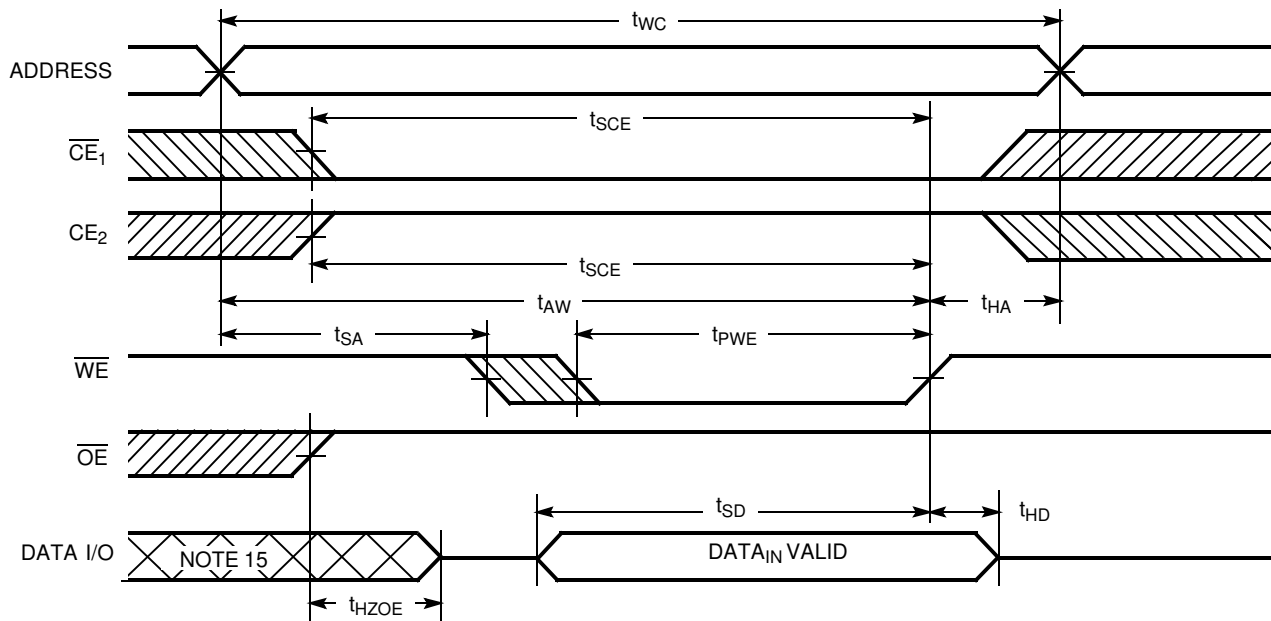 tWC
ADDRESS
tSCE
CE1
CE2
tSCE
tAW
tHA
tSA
tPWE
WE
OE
tSD
tHD
DATA I/O
NOTE 15
DATAIN VALID
tHZOE